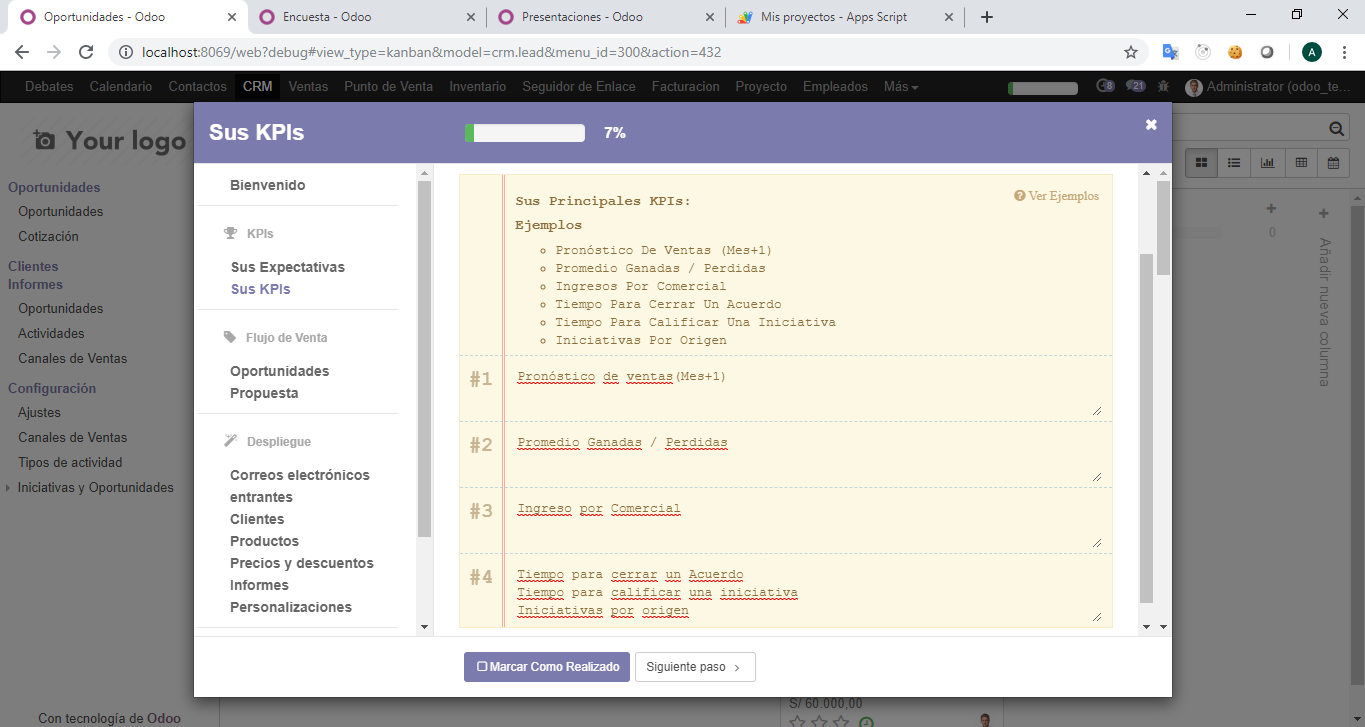 Oportunidades - Odoo
Encuesta - Odoo
Presentaciones - Odoo
Mis proyectos - Apps Script
localhost:8069/web?debug#view_type=kanban&model=crm.lead&menu_id=300&action=432
A
Debates Calendario Contactos CRM Ventas Punto de Venta Inventario Seguidor de Enlace Facturacion Proyecto Empleados Más 8 21 Administrator (odoo_te...
Your logo
Oportunidades
Oportunidades
Cotización
Clientes
Informes
Oportunidades
Actividades
Canales de Ventas
Configuración
Ajustes
Canales de Ventas
Tipos de actividad
Iniciativas y Oportunidades
Con tecnología de Odoo
Sus KPIs
7%
Bienvenido
KPIs
Sus Expectativas
Sus KPIs
Flujo de Venta
Oportunidades
Propuesta
Despliegue
Correos electrónicos
entrantes
Clientes
Productos
Precios y descuentos
Informes
Personalizaciones
Ver Ejemplos
Sus Principales KPIs:
Ejemplos
Pronóstico De Ventas (Mes+1)
Promedio Ganadas / Perdidas
Ingresos Por Comercial
Tiempo Para Cerrar Un Acuerdo
Tiempo Para Calificar Una Iniciativa
Iniciativas Por Origen
#1 Pronóstico de ventas(Mes+1)
#2 Promedio Ganadas / Perdidas
#3 Ingreso por Comercial
#4 Tiempo para cerrar un Acuerdo
Tiempo para calificar una iniciativa
Iniciativas por origen
Marcar Como Realizado
Siguiente paso
0
Añadir nueva columna
S/ 60.000,00